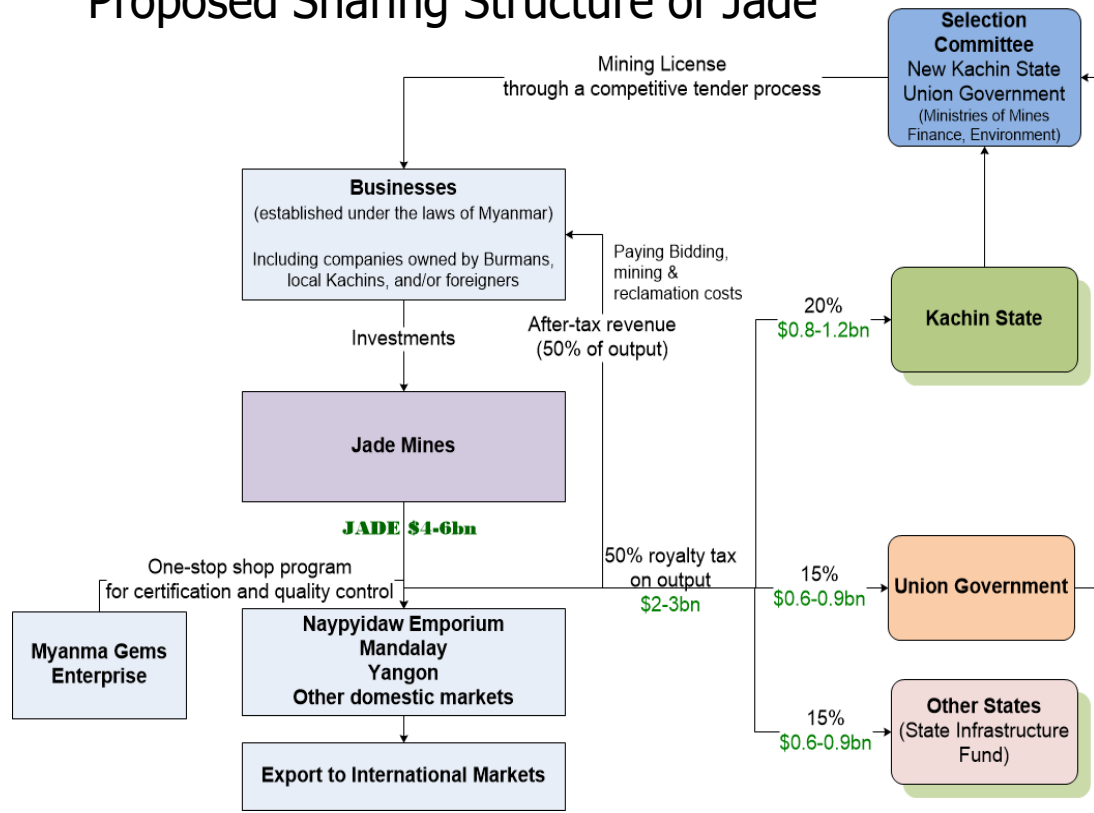 Proposed Sharing Structure of Jade
Selection
Committee
New Kachin State
Union Government
(Ministries of Mines
Finance, Environment)
Mining License
through a competitive tender process
Businesses
(established under the laws of Myanmar)
Including companies owned by Burmans,
local Kachins, and/or foreigners
Paying Bidding,
mining &
reclamation costs
After-tax revenue
(50% of output)
Investments
20%
$0.8-1.2bn
Kachin State
Jade Mines
JADE $4-6bn
One-stop shop program
for certification and quality control
50% royalty tax
on output
$2-3bn
15%
$0.6-0.9bn
Union Government
Myanma Gems
Enterprise
Naypyidaw Emporium
Mandalay
Yangon
Other domestic markets
15%
$0.6-0.9bn
Other States
(State Infrastructure
Fund)
Export to International Markets